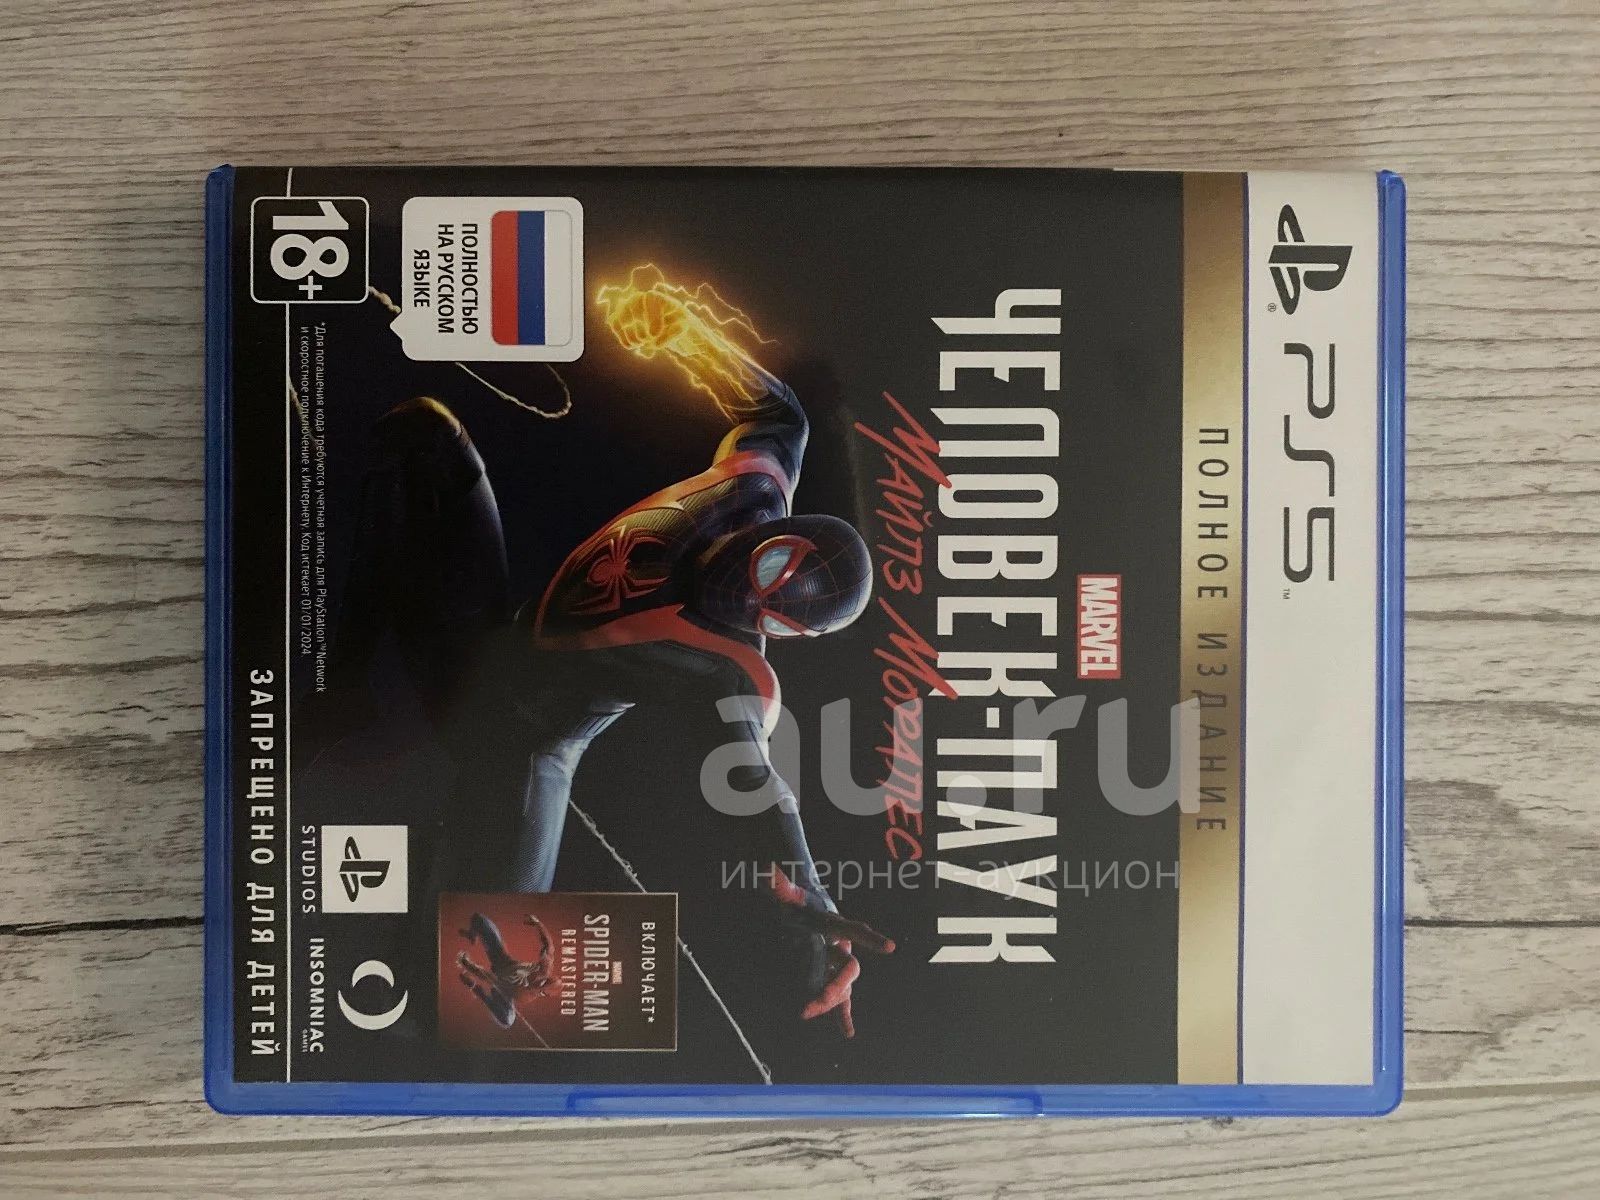 PS5™
ПОЛНОЕ ИЗДАНИЕ
MARVEL
ЧЕЛОВЕК-ПАУК
МАЙЛЗ МОРАЛЕС
ПОЛНОСТЬЮ
НА РУССКОМ
ЯЗЫКЕ
ВКЛЮЧАЕТ*
MARVEL
SPIDER-MAN
REMASTERED
18+
*Для погашения кода требуются учетная запись для PlayStation™Network
и скоростное подключение к Интернету. Код истекает 01/01/2024.
STUDIOS
INSOMNIAC
GAMES
ЗАПРЕЩЕНО ДЛЯ ДЕТЕЙ
au.ru
интернет-аукцион